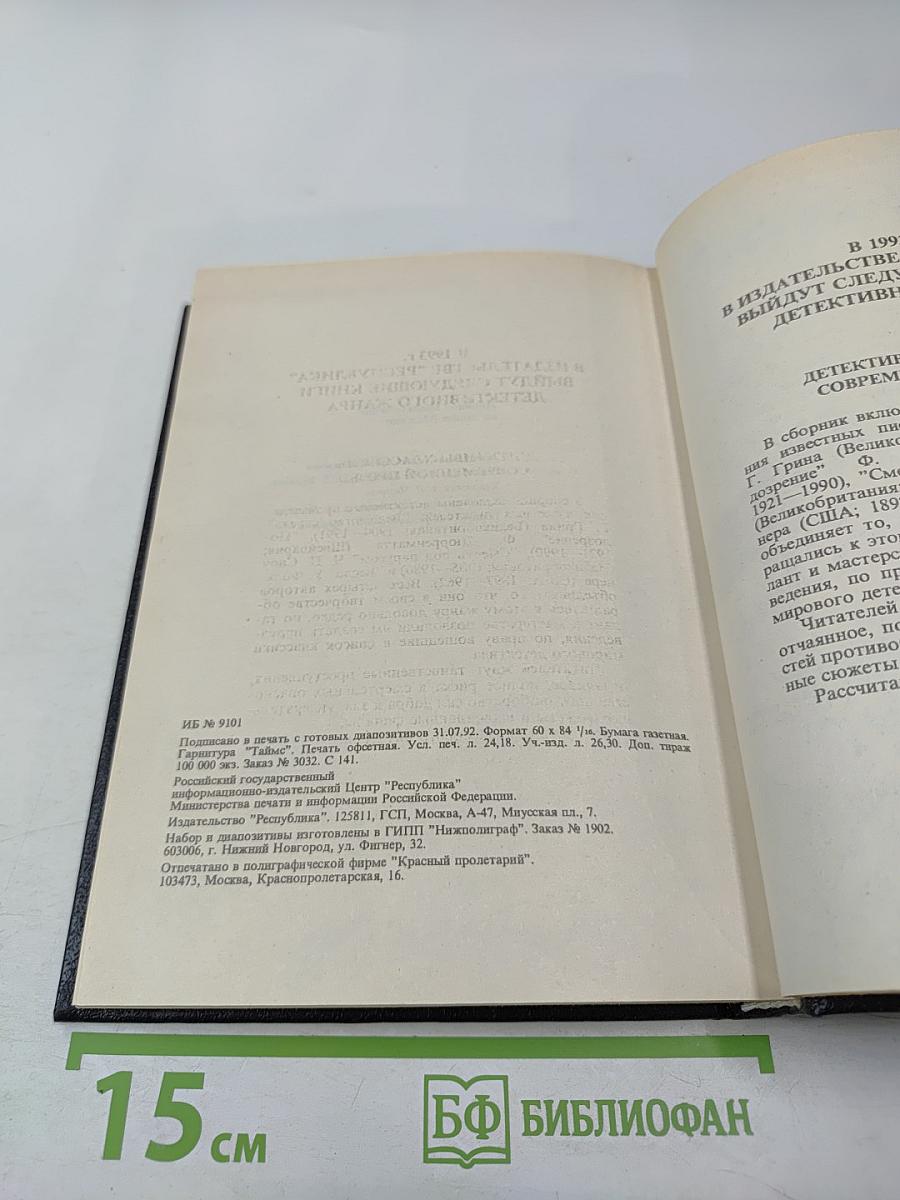 ИБ № 9101
Подписано в печать с готовых диапозитивов 31.07.92. Формат 60 x 84 1/16. Бумага газетная.
Гарнитура "Таймс". Печать офсетная. Усл. печ. л. 24,18. Уч.-изд. л. 26,30. Доп. тираж
100 000 экз. Заказ № 3032. С 141.
Российский государственный
информационно-издательский Центр "Республика"
Министерства печати и информации Российской Федерации.
Издательство "Республика". 125811, ГСП, Москва, А-47, Миусская пл., 7.
Набор и диапозитивы изготовлены в ГИПП "Нижполиграф". Заказ № 1902.
603006, г. Нижний Новгород, ул. Фигнер, 32.
Отпечатано в полиграфической фирме "Красный пролетарий".
103473, Москва, Краснопролетарская, 16.
В 199
В ИЗДАТЕЛЬСТВЕ
ВЫЙДУТ СЛЕДУ
ДЕТЕКТИВН
ДЕТЕКТИВ
СОВРЕМ
В сборник вклю
ния известных пи
Г. Грина (Велико
дозрение" Ф.
1921—1990), "Сме
(Великобритания
нера (США; 189
объединяет то,
ращались к это
лант и мастерс
ведения, по пр
мирового дете
Читателей
отчаянное, по
стей противо
ные сюжеты
Рассчита
15 см
БФ БИБЛИОФАН